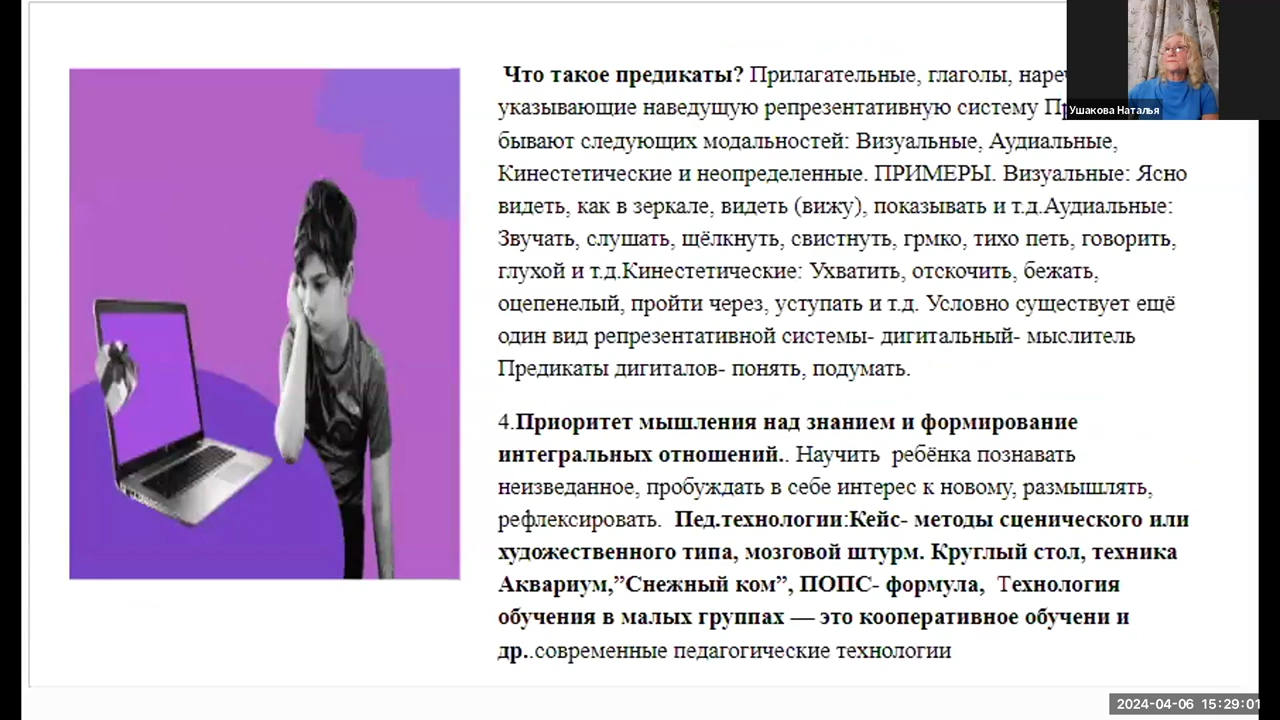 Что такое предикаты? Прилагательные, глаголы,
указывающие наведущую репрезентативную систему
бывают следующих модальностей: Визуальные, Аудиальные,
Кинестетические и неопределенные. ПРИМЕРЫ. Визуальные: Ясно
видеть, как в зеркале, видеть (вижу), показывать и т.д.Аудиальные:
Звучать, слушать, щёлкнуть, свистнуть, грмко, тихо петь, говорить,
глухой и т.д.Кинестетические: Ухватить, отскочить, бежать,
оцепенелый, пройти через, уступать и т.д. Условно существует ещё
один вид репрезентативной системы- дигитальный- мыслитель
Предикаты дигиталов- понять, подумать.
4.Приоритет мышления над знанием и формирование
интегральных отношений.. Научить ребёнка познавать
неизведанное, пробуждать в себе интерес к новому, размышлять,
рефлексировать. Пед.технологии:Кейс- методы сценического или
художественного типа, мозговой штурм. Круглый стол, техника
Аквариум,”Снежный ком”, ПОПС- формула, Технология
обучения в малых группах — это кооперативное обучени и
др..современные педагогические технологии
Ушакова Наталья
2024-04-06 15:29:01